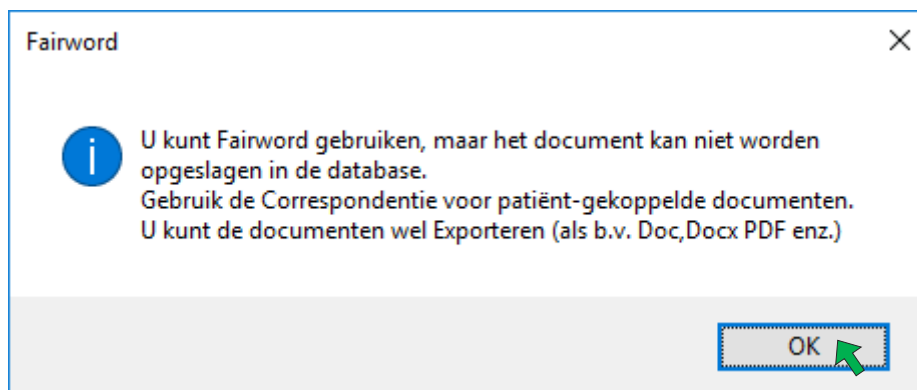 Fairword
U kunt Fairword gebruiken, maar het document kan niet worden
opgeslagen in de database.
Gebruik de Correspondentie voor patiënt-gekoppelde documenten.
U kunt de documenten wel Exporteren (als b.v. Doc,Docx PDF enz.)
OK